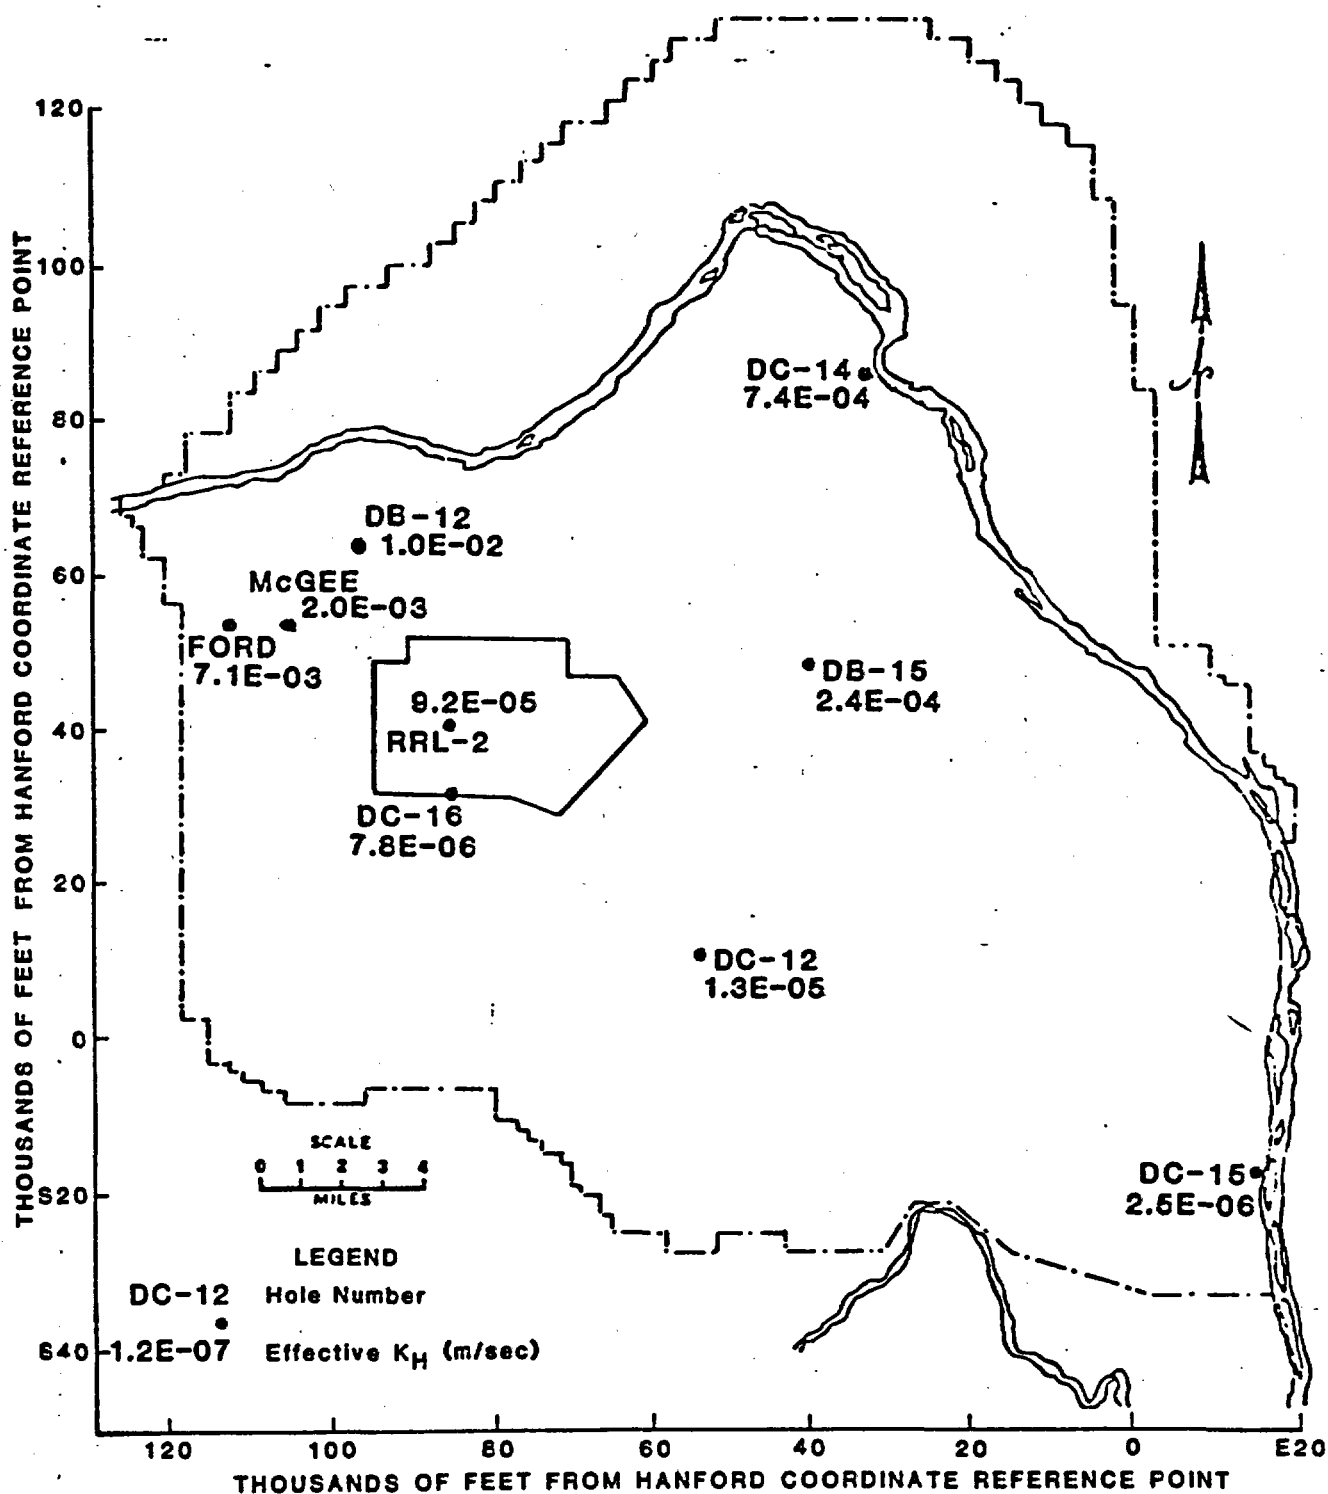 120
100
80
60
40
20
0
S20
S40
THOUSANDS OF FEET FROM HANFORD COORDINATE REFERENCE POINT
DC-14
7.4E-04
DB-12
1.0E-02
McGEE
2.0E-03
FORD
7.1E-03
9.2E-05
RRL-2
DB-15
2.4E-04
DC-16
7.8E-06
DC-12
1.3E-05
SCALE
0 1 2 3 4
MILES
DC-15
2.5E-06
LEGEND
DC-12 Hole Number
1.2E-07 Effective KH (m/sec)
120 100 80 60 40 20 0 E20
THOUSANDS OF FEET FROM HANFORD COORDINATE REFERENCE POINT